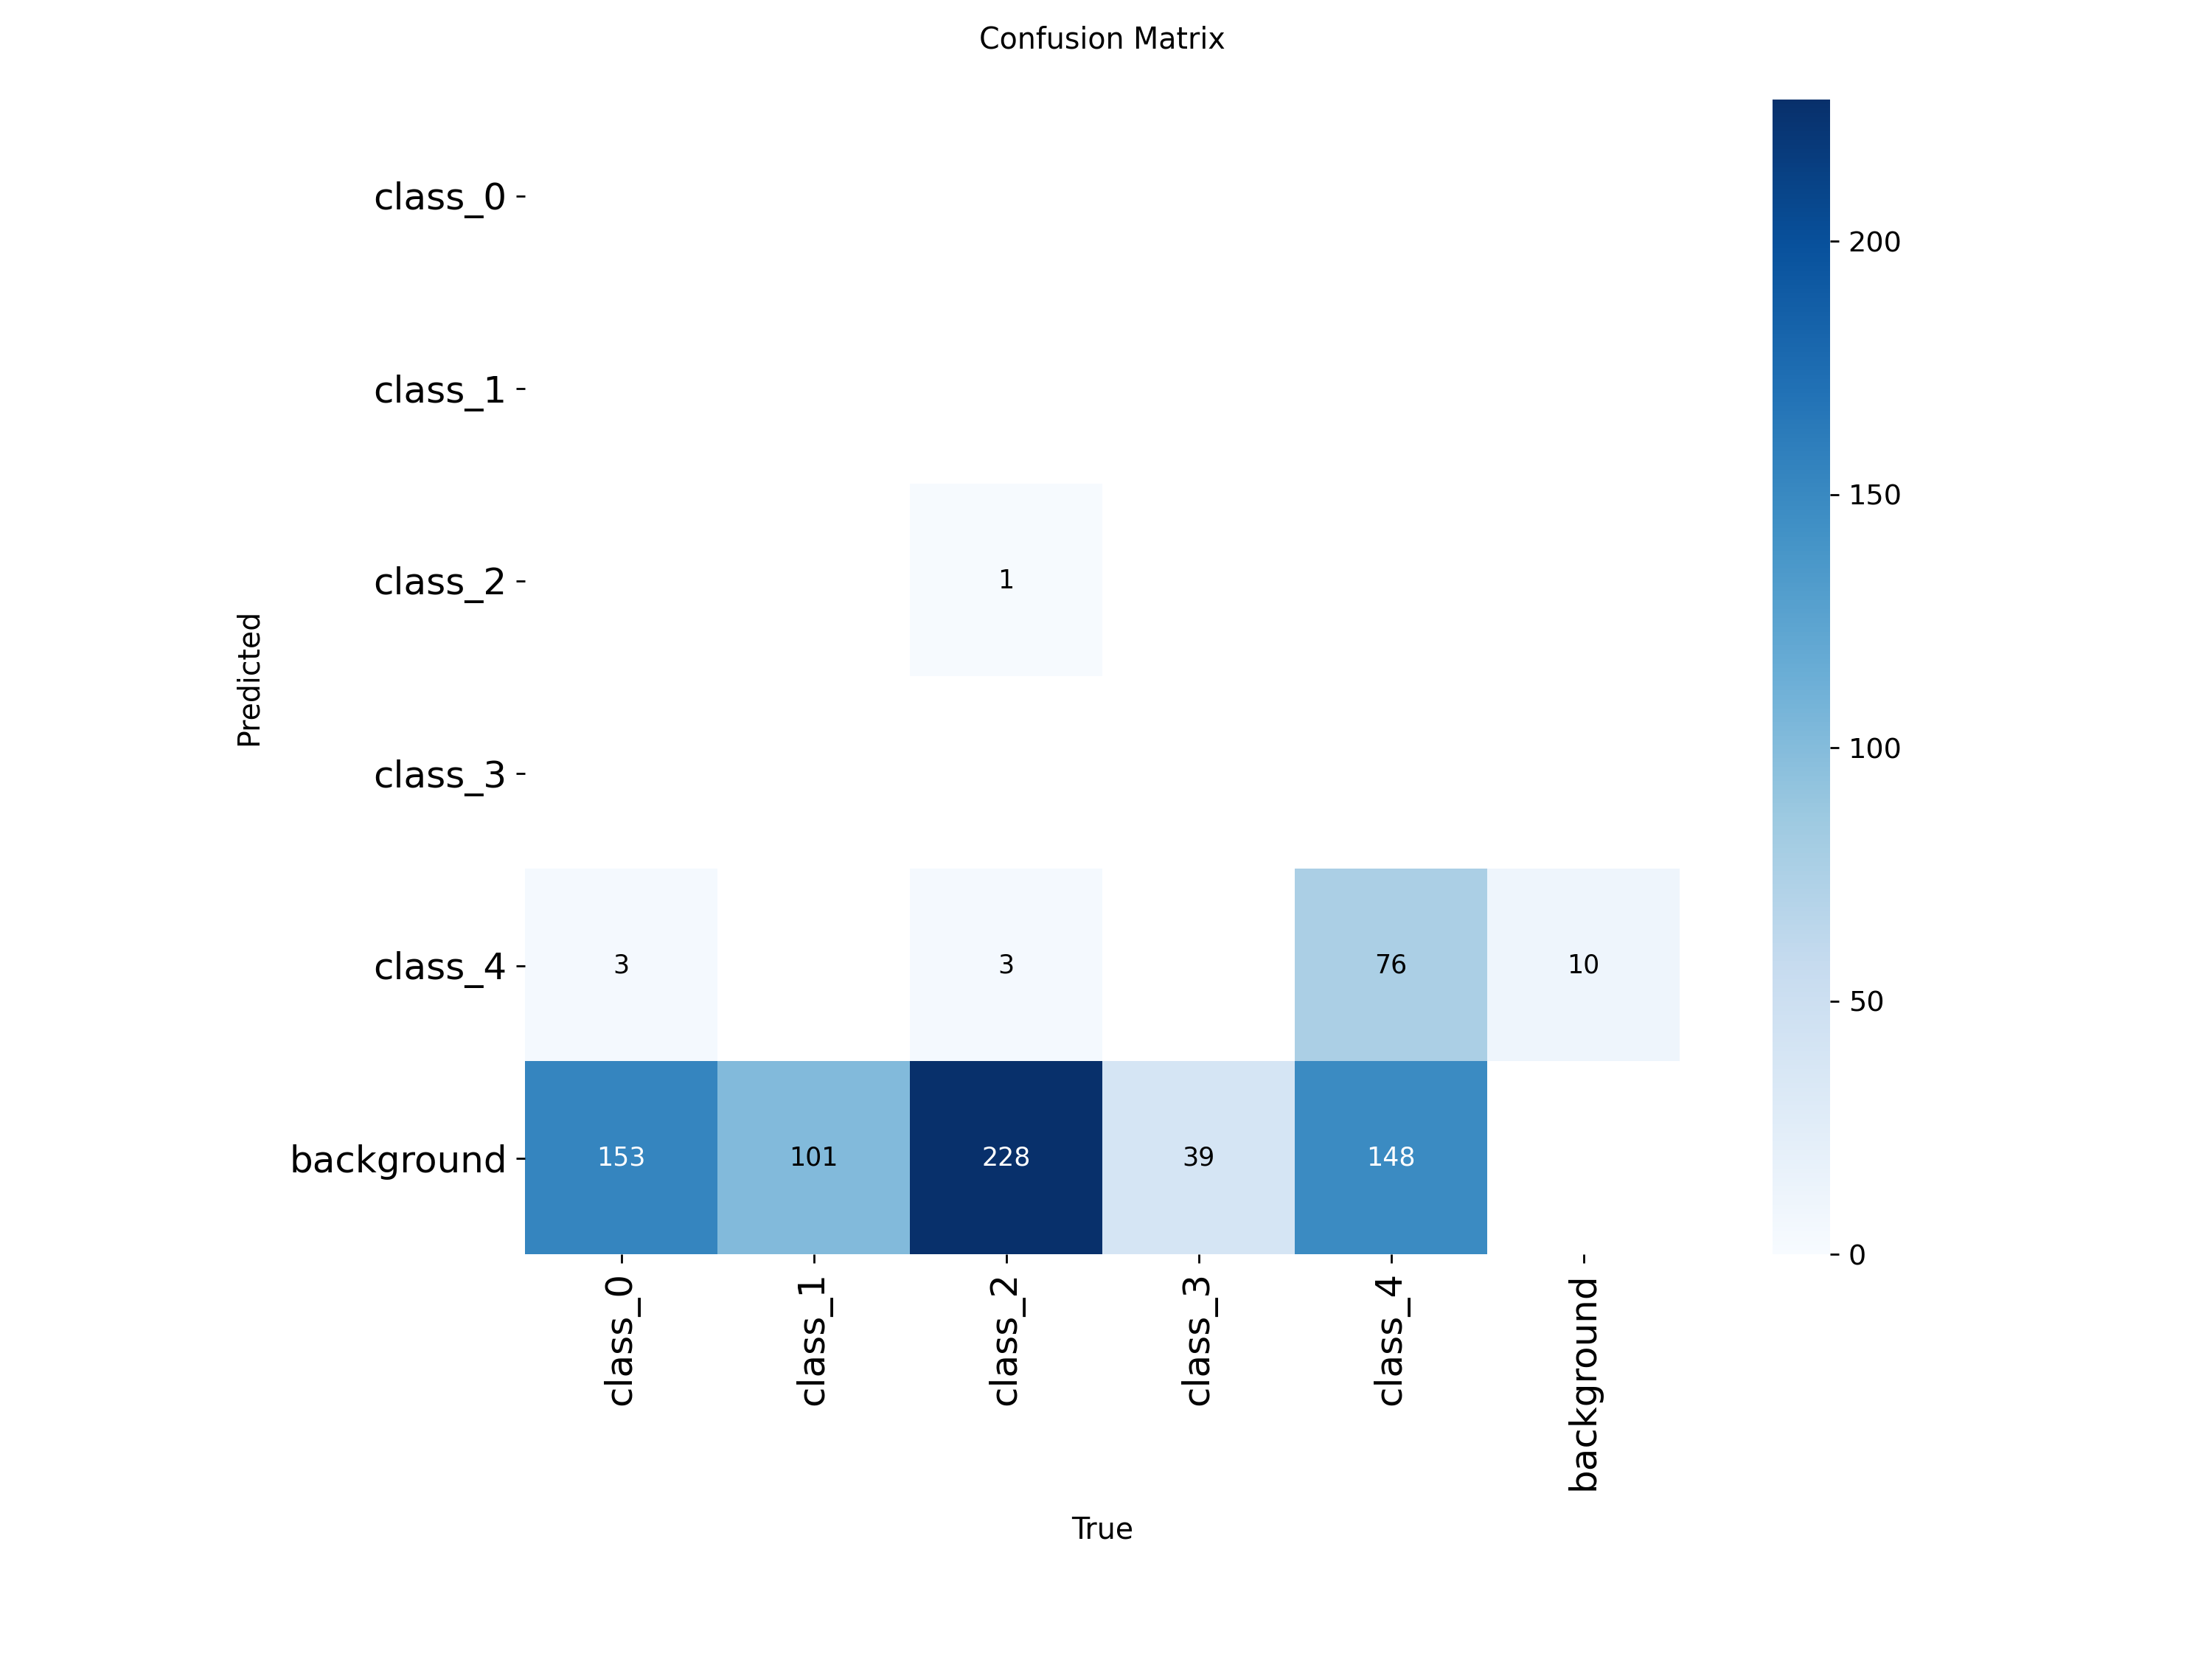 Confusion Matrix
class_0
class_1
class_2
class_3
class_4
background
Predicted
1
3 3 76 10
153 101 228 39 148
class_0 class_1 class_2 class_3 class_4 background
True
200
150
100
50
0